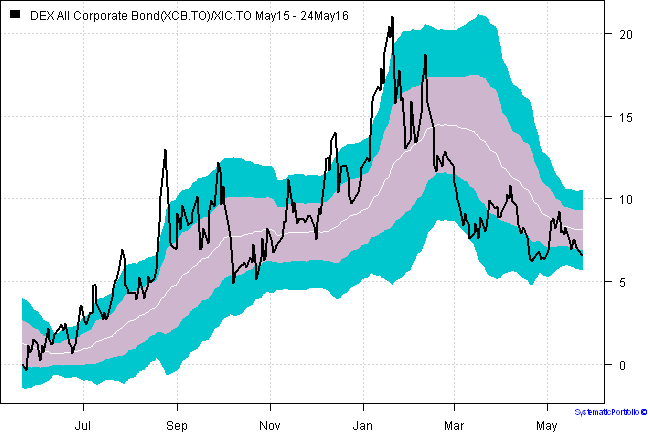 DEX All Corporate Bond(XCB.TO)/XIC.TO May15 - 24May16
20
15
10
5
0
Jul Sep Nov Jan Mar May
SystematicPortfolio ©